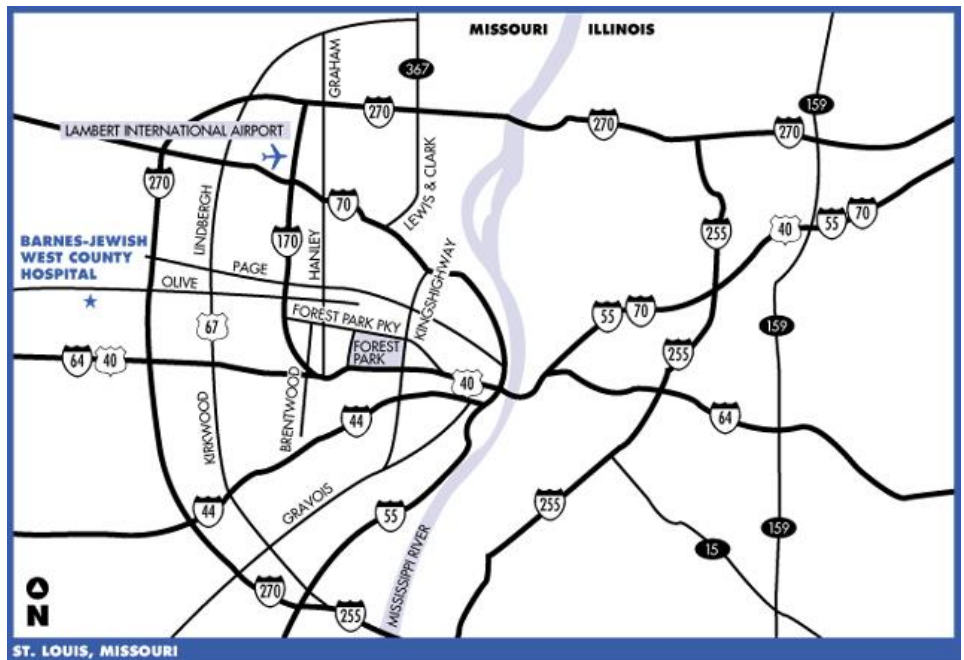 MISSOURI ILLINOIS
GRAHAM
367
159
270
270
270
LAMBERT INTERNATIONAL AIRPORT
270
LINDBERGH
70
LEWIS & CLARK
70
55
40
255
170
HANLEY
BARNES-JEWISH
WEST COUNTY
HOSPITAL
PAGE
OLIVE
KINGSHIGHWAY
FOREST PARK PKY
55
70
67
159
FOREST
PARK
255
64
40
40
BRENTWOOD
KIRKWOOD
44
64
GRAVOIS
44
55
255
159
15
MISSISSIPPI RIVER
270
255
N
ST. LOUIS, MISSOURI